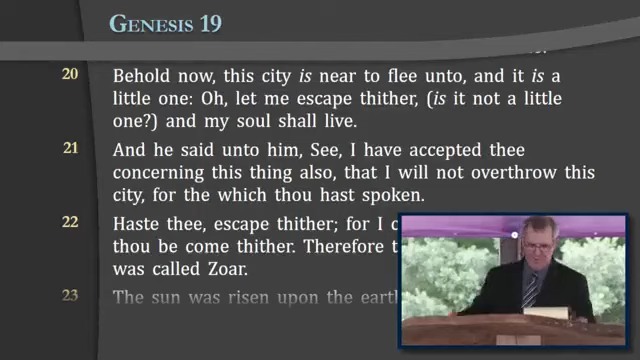 GENESIS 19
20 Behold now, this city is near to flee unto, and it is a
little one: Oh, let me escape thither, (is it not a little
one?) and my soul shall live.
21 And he said unto him, See, I have accepted thee
concerning this thing also, that I will not overthrow this
city, for the which thou hast spoken.
22 Haste thee, escape thither; for I c
thou be come thither. Therefore t
was called Zoar.
23 The sun was risen upon the earth